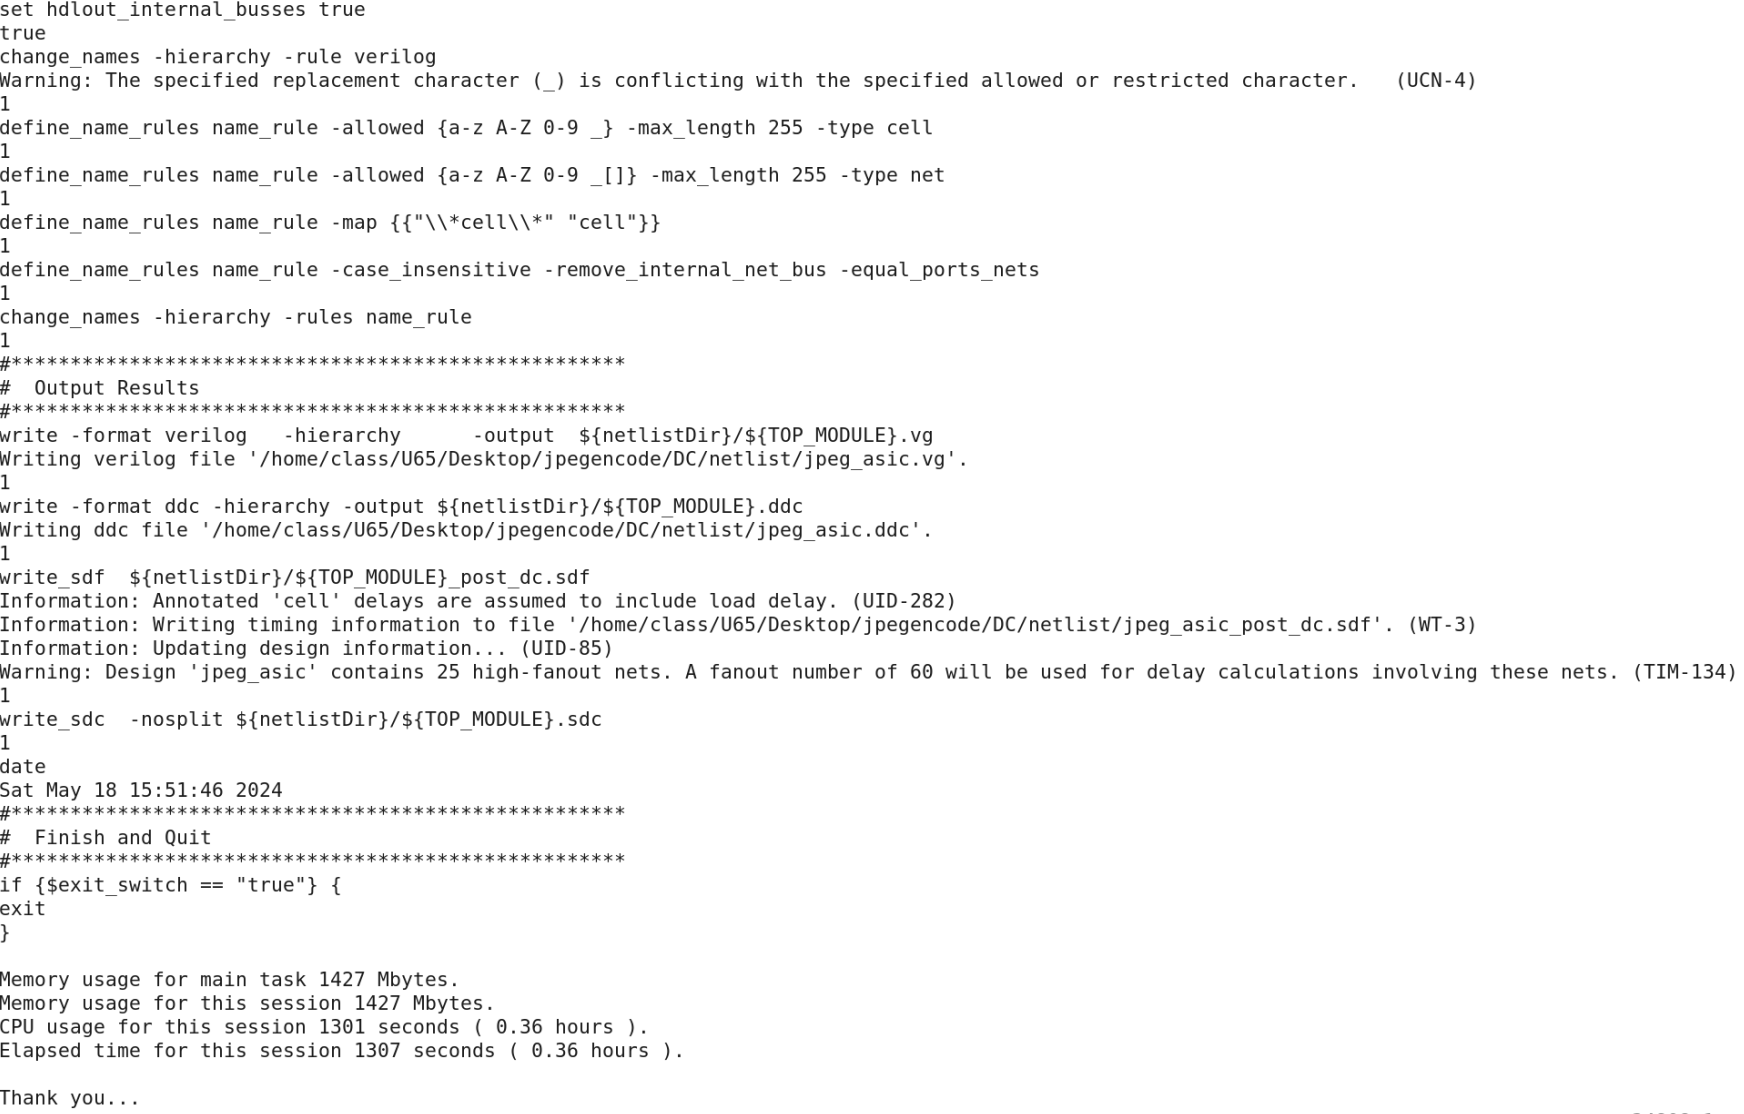 set hdlout_internal_busses true
true
change_names -hierarchy -rule verilog
Warning: The specified replacement character (_) is conflicting with the specified allowed or restricted character.   (UCN-4)
1
define_name_rules name_rule -allowed {a-z A-Z 0-9 _} -max_length 255 -type cell
1
define_name_rules name_rule -allowed {a-z A-Z 0-9 _[]} -max_length 255 -type net
1
define_name_rules name_rule -map {{"\\*cell\\*" "cell"}}
1
define_name_rules name_rule -case_insensitive -remove_internal_net_bus -equal_ports_nets
1
change_names -hierarchy -rules name_rule
1
#****************************************************
#  Output Results
#****************************************************
write -format verilog   -hierarchy      -output  ${netlistDir}/${TOP_MODULE}.vg
Writing verilog file '/home/class/U65/Desktop/jpegencode/DC/netlist/jpeg_asic.vg'.
1
write -format ddc -hierarchy -output ${netlistDir}/${TOP_MODULE}.ddc
Writing ddc file '/home/class/U65/Desktop/jpegencode/DC/netlist/jpeg_asic.ddc'.
1
write_sdf  ${netlistDir}/${TOP_MODULE}_post_dc.sdf
Information: Annotated 'cell' delays are assumed to include load delay. (UID-282)
Information: Writing timing information to file '/home/class/U65/Desktop/jpegencode/DC/netlist/jpeg_asic_post_dc.sdf'. (WT-3)
Information: Updating design information... (UID-85)
Warning: Design 'jpeg_asic' contains 25 high-fanout nets. A fanout number of 60 will be used for delay calculations involving these nets. (TIM-134)
1
write_sdc  -nosplit ${netlistDir}/${TOP_MODULE}.sdc
1
date
Sat May 18 15:51:46 2024
#****************************************************
#  Finish and Quit
#****************************************************
if {$exit_switch == "true"} {
exit
}
Memory usage for main task 1427 Mbytes.
Memory usage for this session 1427 Mbytes.
CPU usage for this session 1301 seconds ( 0.36 hours ).
Elapsed time for this session 1307 seconds ( 0.36 hours ).
Thank you...